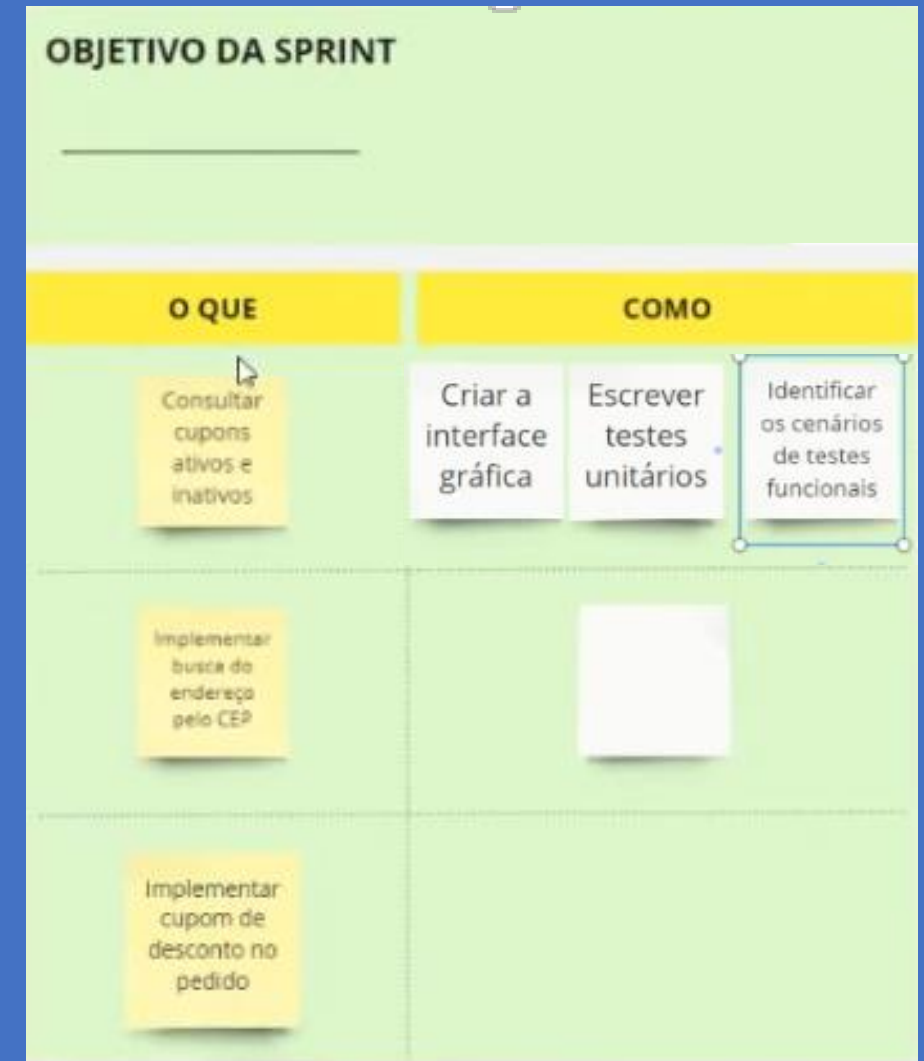 OBJETIVO DA SPRINT
O QUE
COMO
Consultar
cupons
ativos e
inativos
Criar a
interface
gráfica
Escrever
testes
unitários
Identificar
os cenários
de testes
funcionais
Implementar
busca do
endereço
pelo CEP
Implementar
cupom de
desconto no
pedido